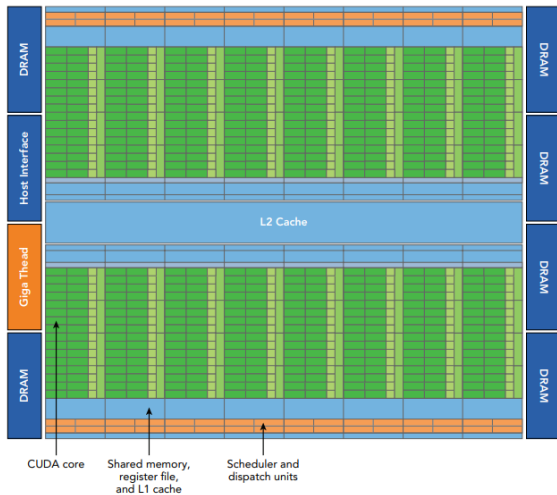 DRAM
Host Interface
Giga Thead
DRAM
L2 Cache
DRAM
DRAM
DRAM
DRAM
CUDA core
Shared memory,
register file,
and L1 cache
Scheduler and
dispatch units